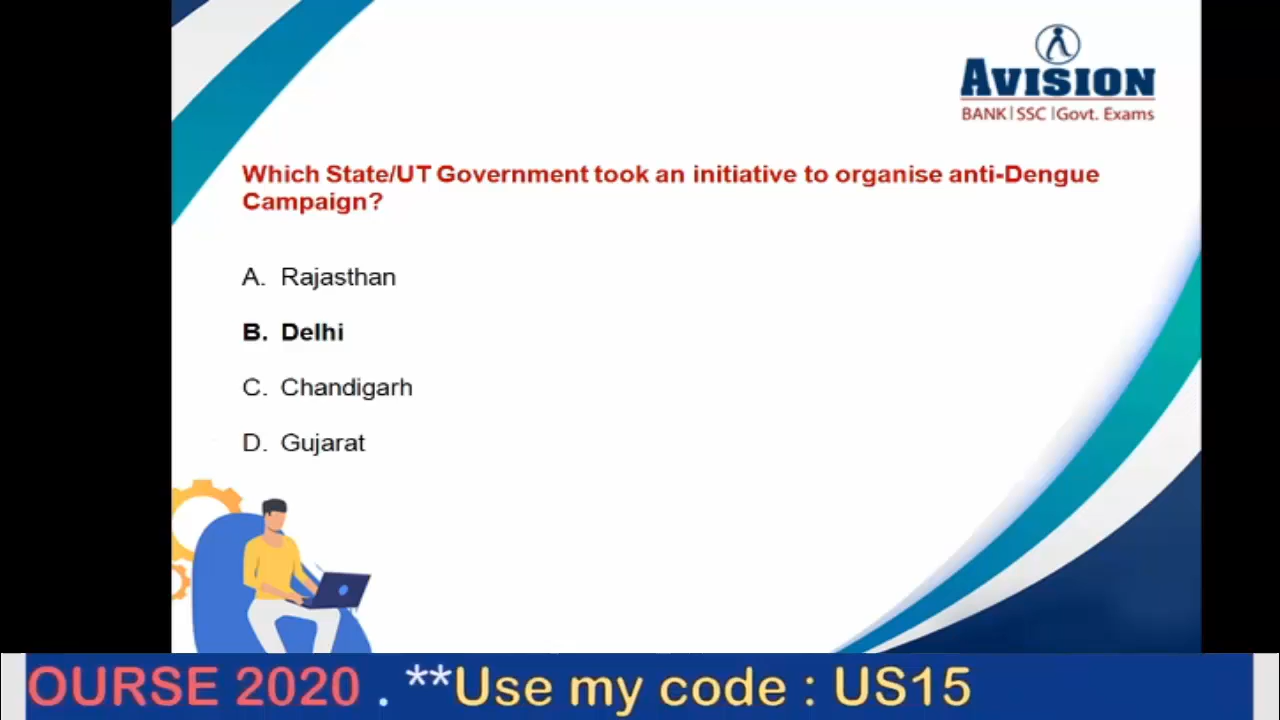 AVISION
BANK|SSC|Govt. Exams
Which State/UT Government took an initiative to organise anti-Dengue
Campaign?
A. Rajasthan
B. Delhi
C. Chandigarh
D. Gujarat
OURSE 2020 . **Use my code : US15